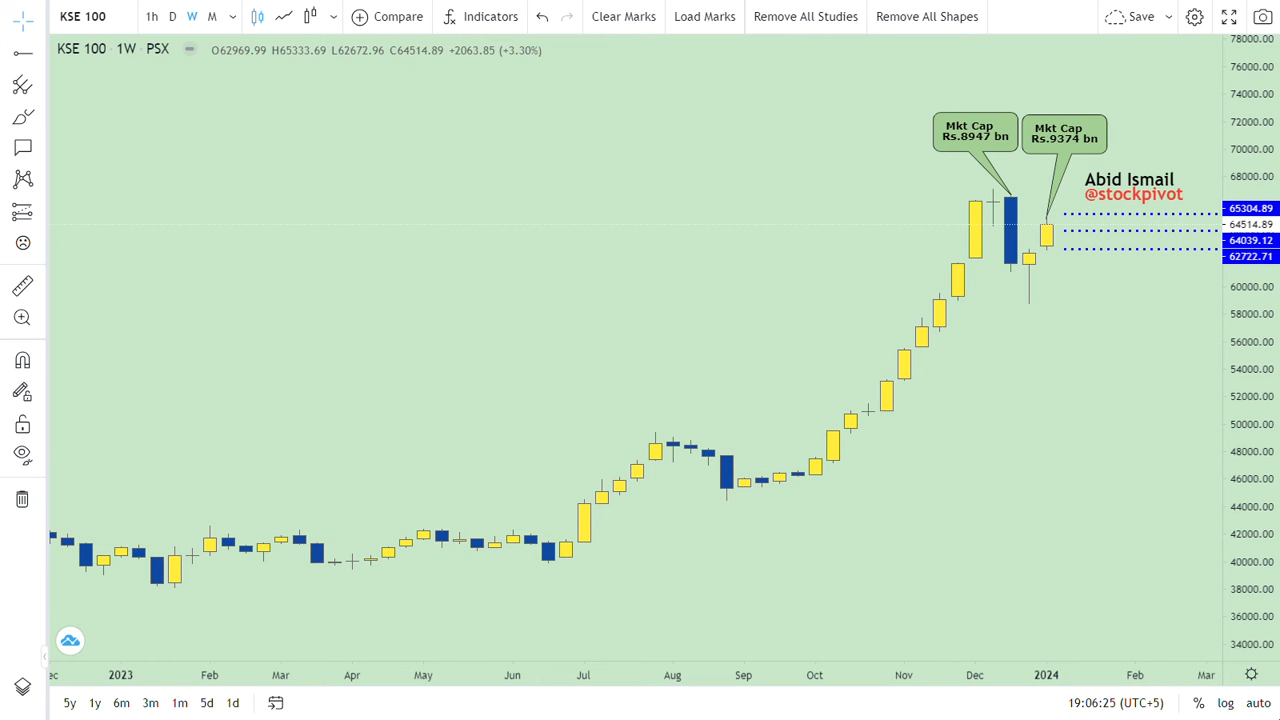 KSE 100
1h D W M
Compare
Indicators
Clear Marks
Load Marks
Remove All Studies
Remove All Shapes
Save
KSE 100 · 1W · PSX
O62969.99 H65333.69 L62672.96 C64514.89 +2063.85 (+3.30%)
Mkt Cap
Rs.8947 bn
Mkt Cap
Rs.9374 bn
Abid Ismail
@stockpivot
78000.00
76000.00
74000.00
72000.00
70000.00
68000.00
65304.89
64514.89
64039.12
62722.71
60000.00
58000.00
56000.00
54000.00
52000.00
50000.00
48000.00
46000.00
44000.00
42000.00
40000.00
38000.00
36000.00
34000.00
ec 2023 Feb Mar Apr May Jun Jul Aug Sep Oct Nov Dec 2024 Feb Mar
5y 1y 6m 3m 1m 5d 1d
19:06:25 (UTC+5)
% log auto